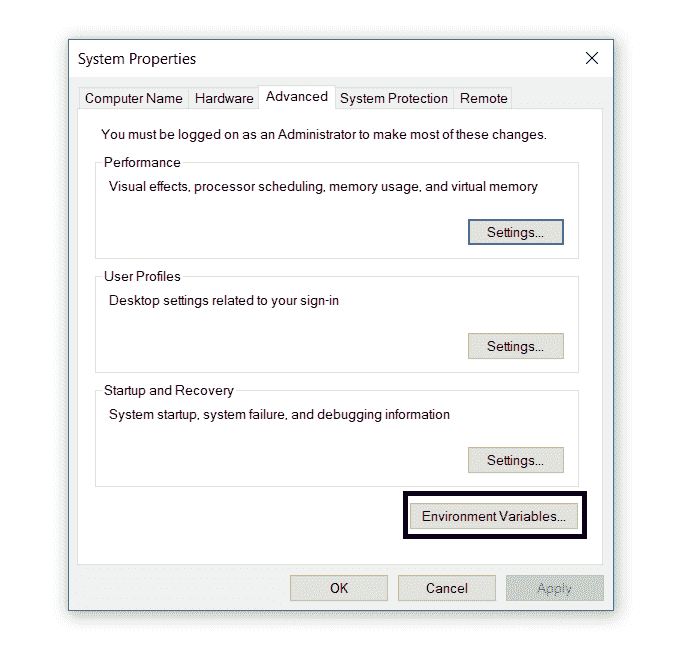 System Properties
Computer Name Hardware Advanced System Protection Remote
You must be logged on as an Administrator to make most of these changes.
Performance
Visual effects, processor scheduling, memory usage, and virtual memory
Settings...
User Profiles
Desktop settings related to your sign-in
Settings...
Startup and Recovery
System startup, system failure, and debugging information
Settings...
Environment Variables...
OK Cancel Apply